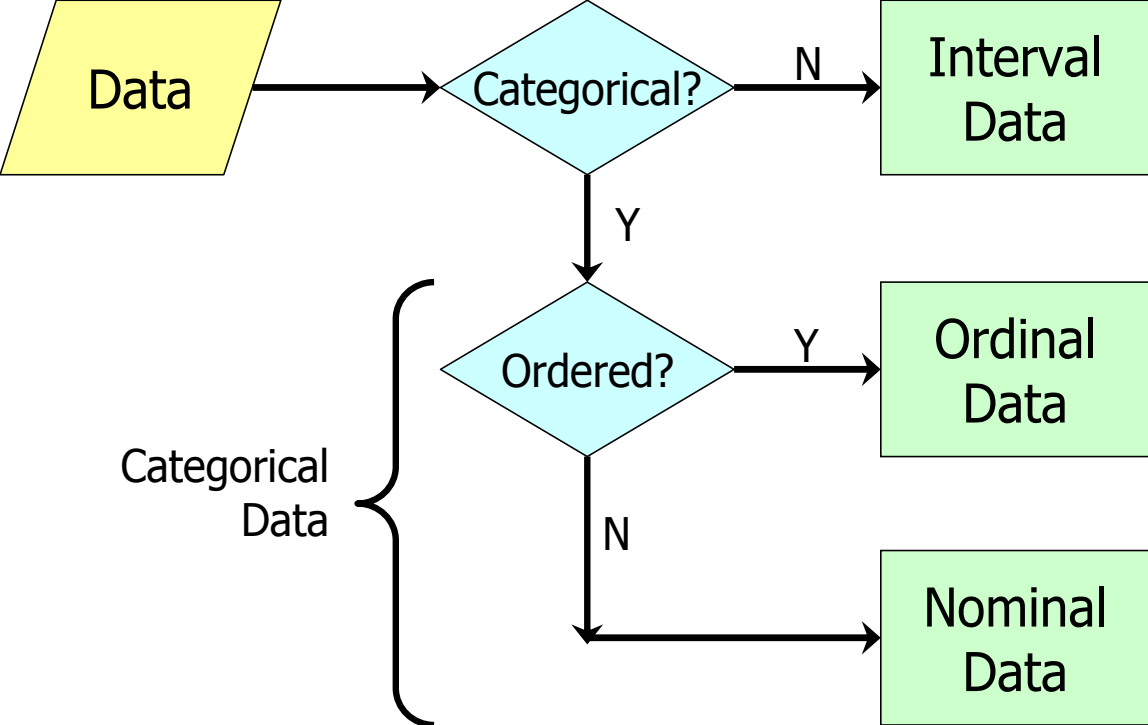 Data
Categorical?
N
Interval
Data
Y
Ordered?
Y
Ordinal
Data
Categorical
Data
N
Nominal
Data